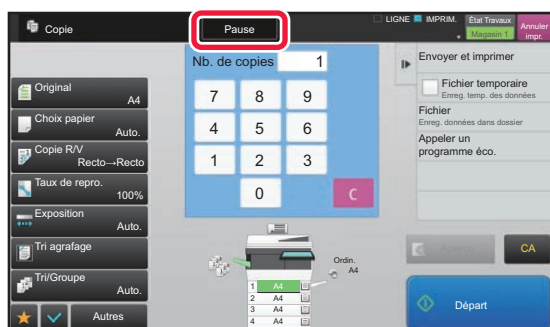 Copie
Pause
LIGNE
IMPRIM.
État Travaux
Magasin 1
Annuler
impr.
Nb. de copies 1
Original
A4
Choix papier
Auto.
Copie R/V
Recto→Recto
Taux de repro.
100%
Exposition
Auto.
Tri agrafage
Tri/Groupe
Auto.
Autres
7 8 9
4 5 6
1 2 3
0 C
Ordin.
A4
1 A4
2 A4
3 A4
4 A4
Envoyer et imprimer
Fichier temporaire
Enreg. temp. des données
Fichier
Enreg. données dans dossier
Appeler un
programme éco.
CA
Départ